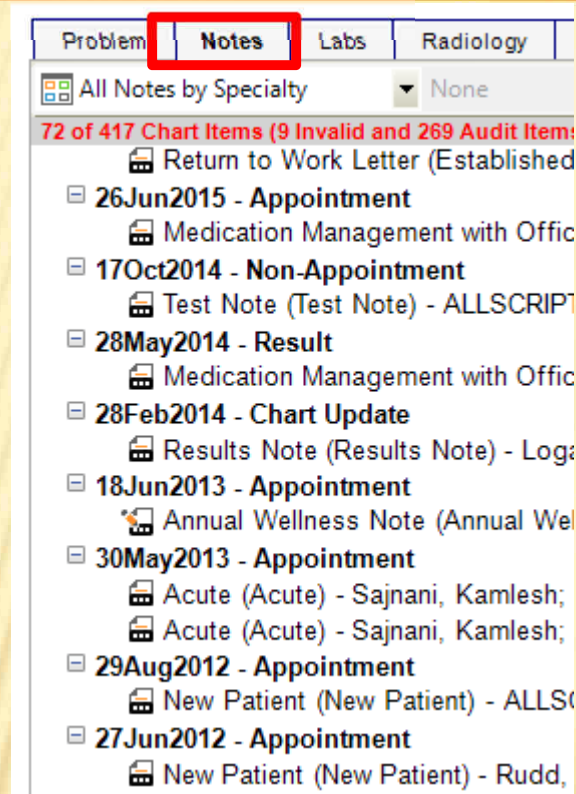 Problem Notes Labs Radiology
All Notes by Specialty None
72 of 417 Chart Items (9 Invalid and 269 Audit Items
Return to Work Letter (Established
26Jun2015 - Appointment
Medication Management with Offic
17Oct2014 - Non-Appointment
Test Note (Test Note) - ALLSCRIPT
28May2014 - Result
Medication Management with Offic
28Feb2014 - Chart Update
Results Note (Results Note) - Loga
18Jun2013 - Appointment
Annual Wellness Note (Annual Wel
30May2013 - Appointment
Acute (Acute) - Sajnani, Kamlesh;
Acute (Acute) - Sajnani, Kamlesh;
29Aug2012 - Appointment
New Patient (New Patient) - ALLSC
27Jun2012 - Appointment
New Patient (New Patient) - Rudd,